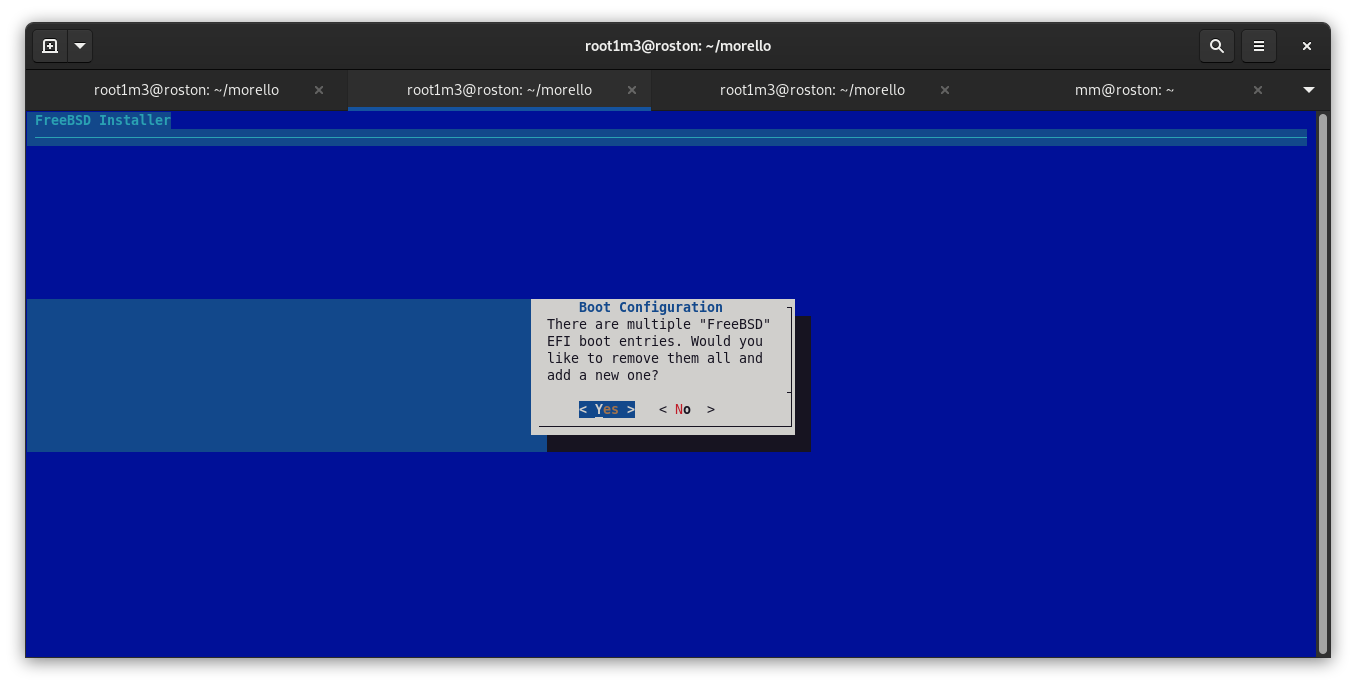 root1m3@roston: ~/morello
root1m3@roston: ~/morello
root1m3@roston: ~/morello
root1m3@roston: ~/morello
mm@roston: ~
FreeBSD Installer
Boot Configuration
There are multiple "FreeBSD"
EFI boot entries. Would you
like to remove them all and
add a new one?
< Yes > < No >